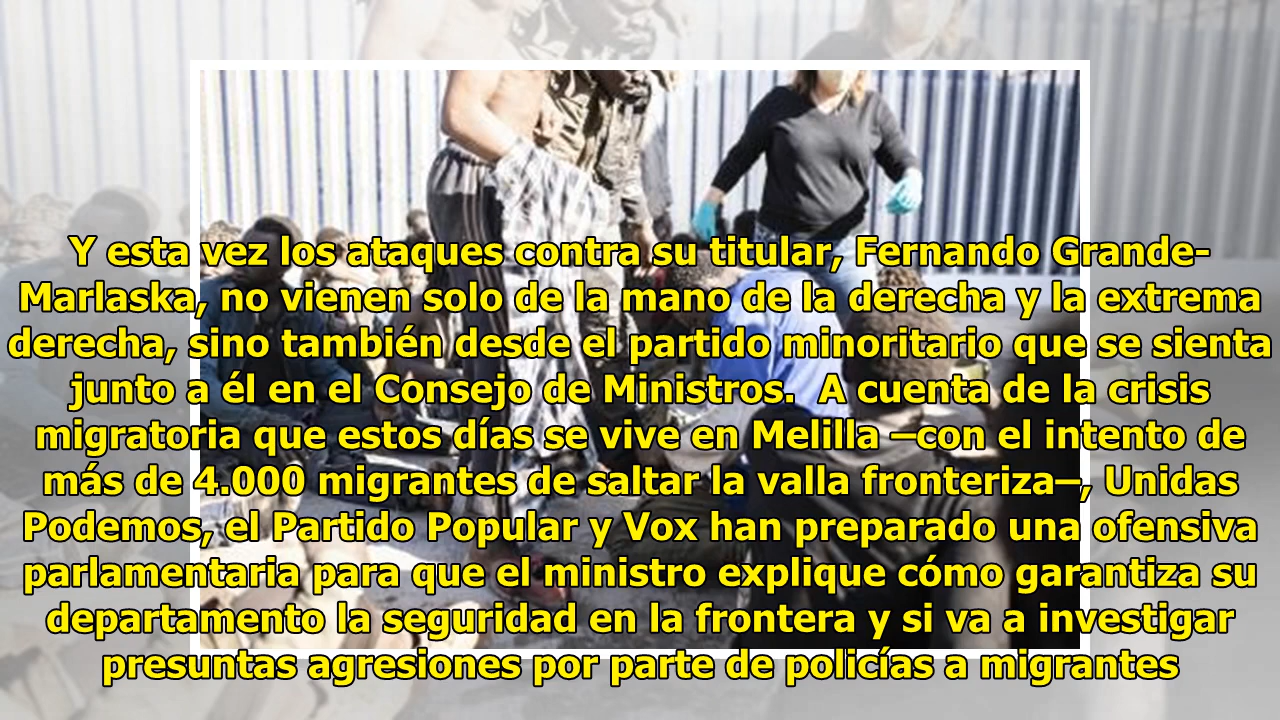 Y esta vez los ataques contra su titular, Fernando Grande-
Marlaska, no vienen solo de la mano de la derecha y la extrema
derecha, sino también desde el partido minoritario que se sienta
junto a él en el Consejo de Ministros.  A cuenta de la crisis
migratoria que estos días se vive en Melilla –con el intento de
más de 4.000 migrantes de saltar la valla fronteriza–, Unidas
Podemos, el Partido Popular y Vox han preparado una ofensiva
parlamentaria para que el ministro explique cómo garantiza su
departamento la seguridad en la frontera y si va a investigar
presuntas agresiones por parte de policías a migrantes